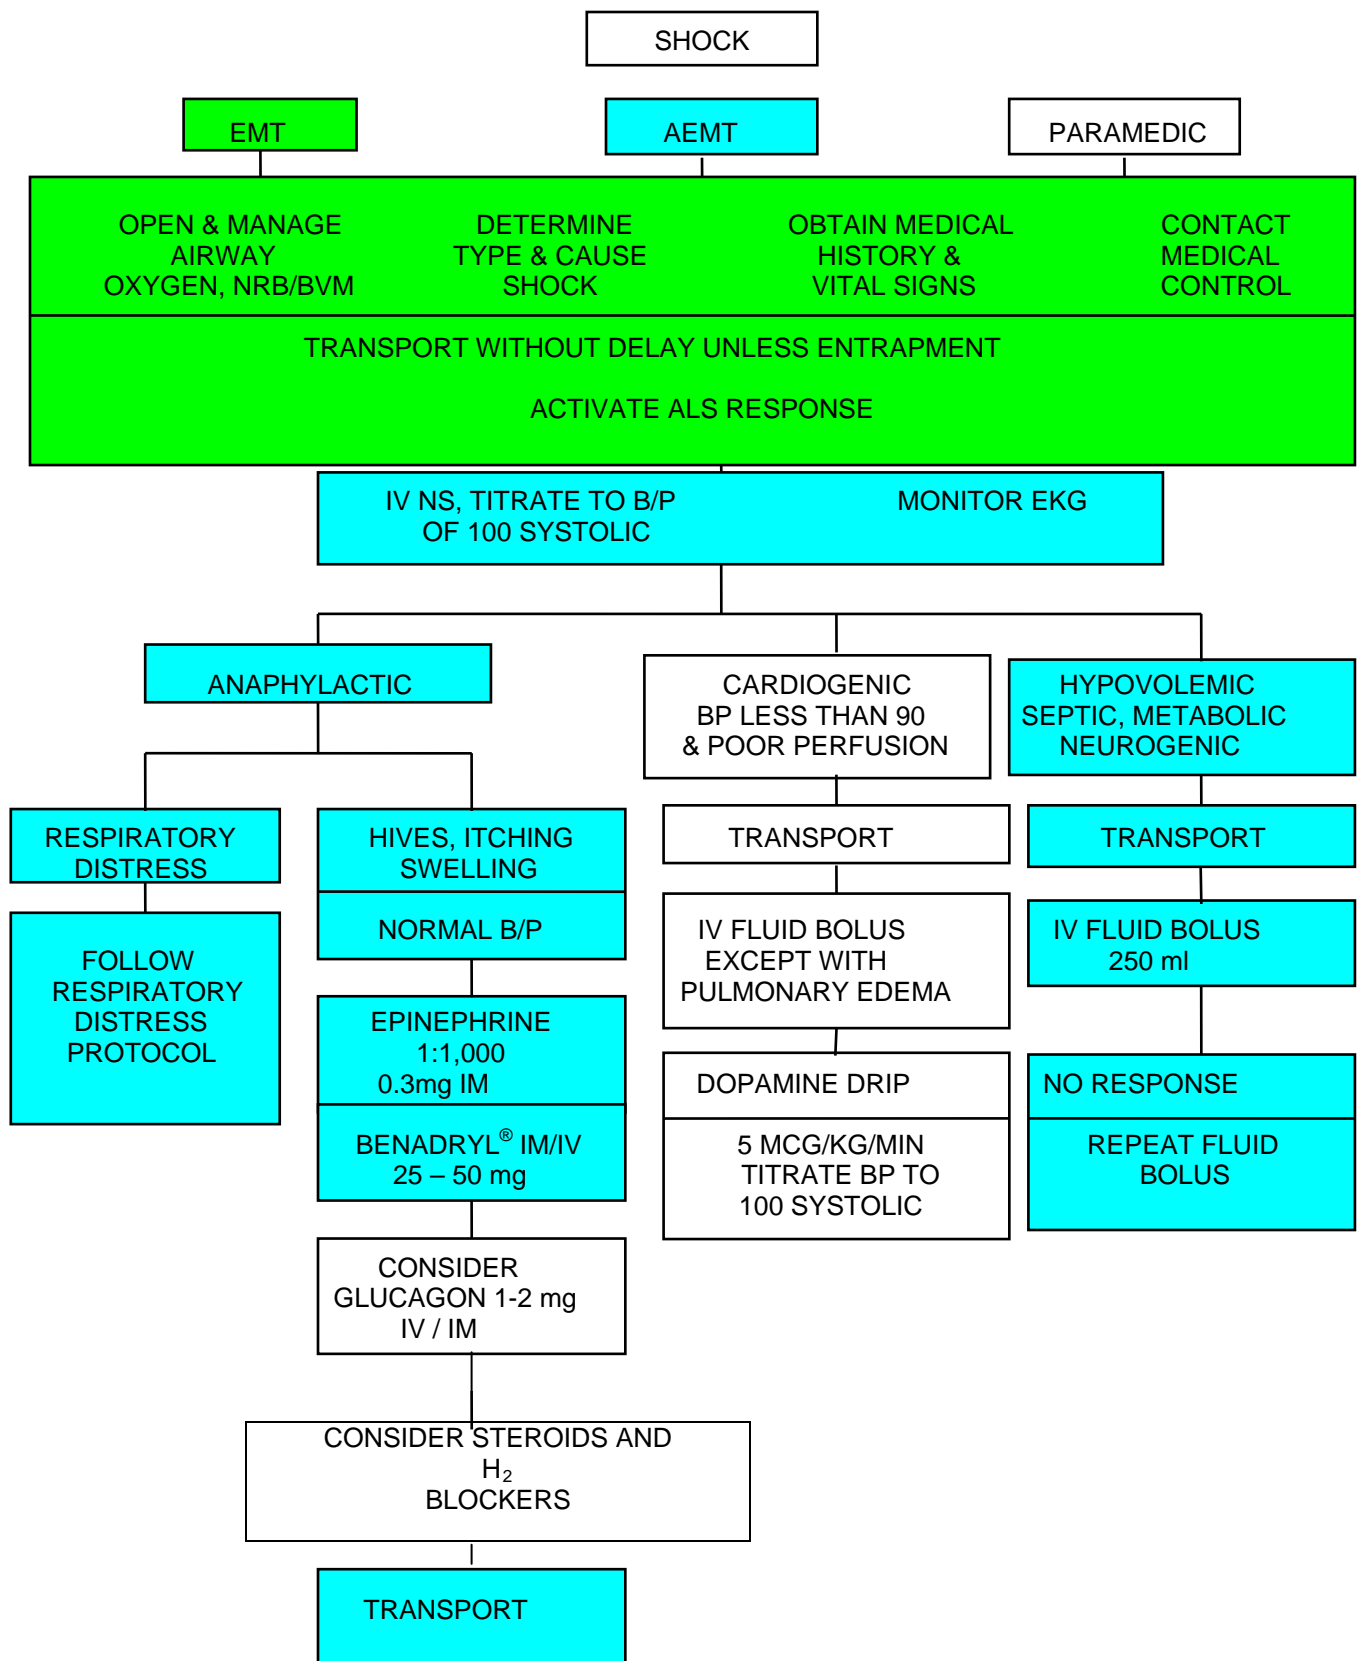 SHOCK
EMT
AEMT
PARAMEDIC
OPEN & MANAGE
AIRWAY
OXYGEN, NRB/BVM
DETERMINE
TYPE & CAUSE
SHOCK
OBTAIN MEDICAL
HISTORY &
VITAL SIGNS
CONTACT
MEDICAL
CONTROL
TRANSPORT WITHOUT DELAY UNLESS ENTRAPMENT
ACTIVATE ALS RESPONSE
IV NS, TITRATE TO B/P
OF 100 SYSTOLIC
MONITOR EKG
ANAPHYLACTIC
RESPIRATORY
DISTRESS
FOLLOW
RESPIRATORY
DISTRESS
PROTOCOL
HIVES, ITCHING
SWELLING
NORMAL B/P
EPINEPHRINE
1:1,000
0.3mg IM
BENADRYL® IM/IV
25 – 50 mg
CONSIDER
GLUCAGON 1-2 mg
IV / IM
CONSIDER STEROIDS AND
H₂
BLOCKERS
TRANSPORT
CARDIOGENIC
BP LESS THAN 90
& POOR PERFUSION
TRANSPORT
IV FLUID BOLUS
EXCEPT WITH
PULMONARY EDEMA
DOPAMINE DRIP
5 MCG/KG/MIN
TITRATE BP TO
100 SYSTOLIC
HYPOVOLEMIC
SEPTIC, METABOLIC
NEUROGENIC
TRANSPORT
IV FLUID BOLUS
250 ml
NO RESPONSE
REPEAT FLUID
BOLUS